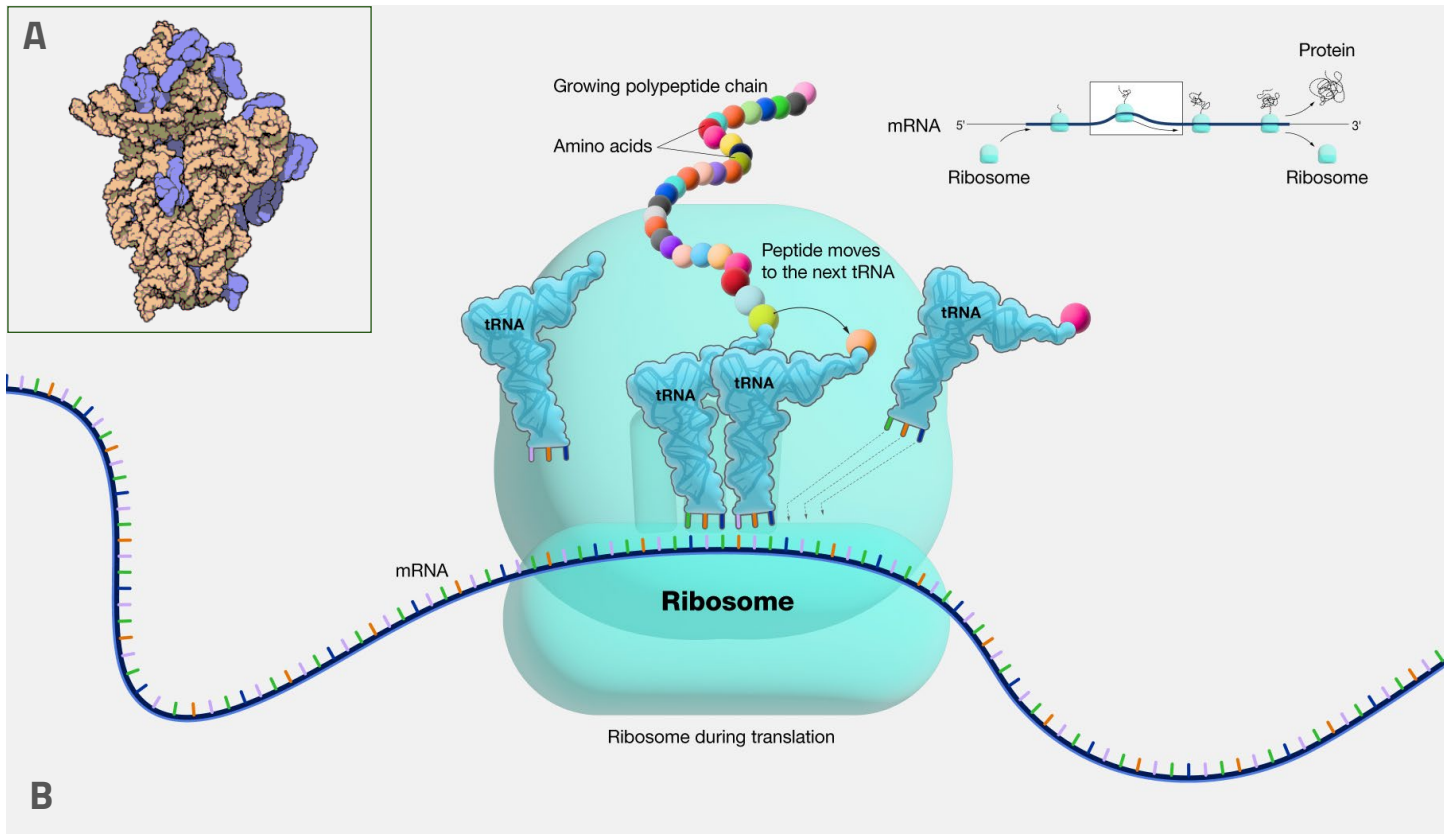 A
Growing polypeptide chain
Amino acids
Protein
mRNA 5' 3'
Ribosome Ribosome
Peptide moves
to the next tRNA
tRNA
tRNA
tRNA
tRNA
mRNA
Ribosome
Ribosome during translation
B